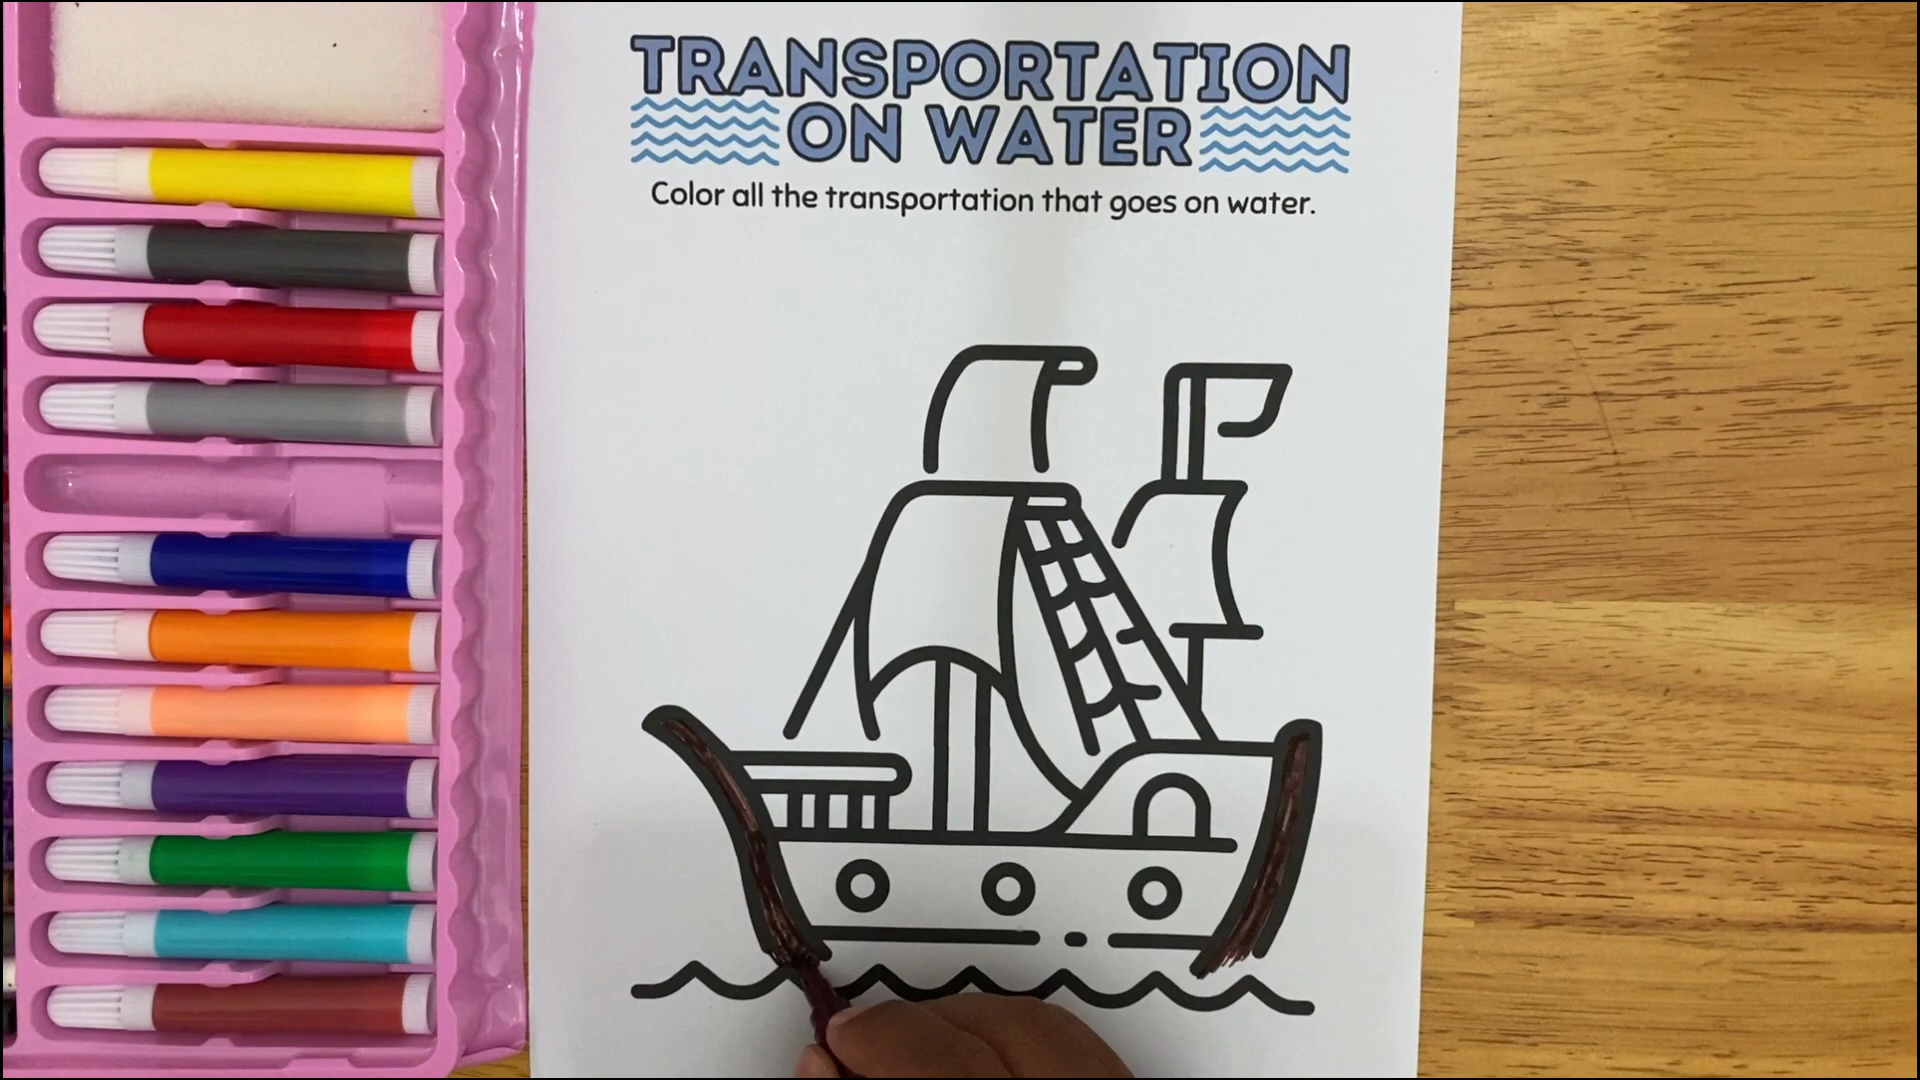 TRANSPORTATION
ON WATER
Color all the transportation that goes on water.